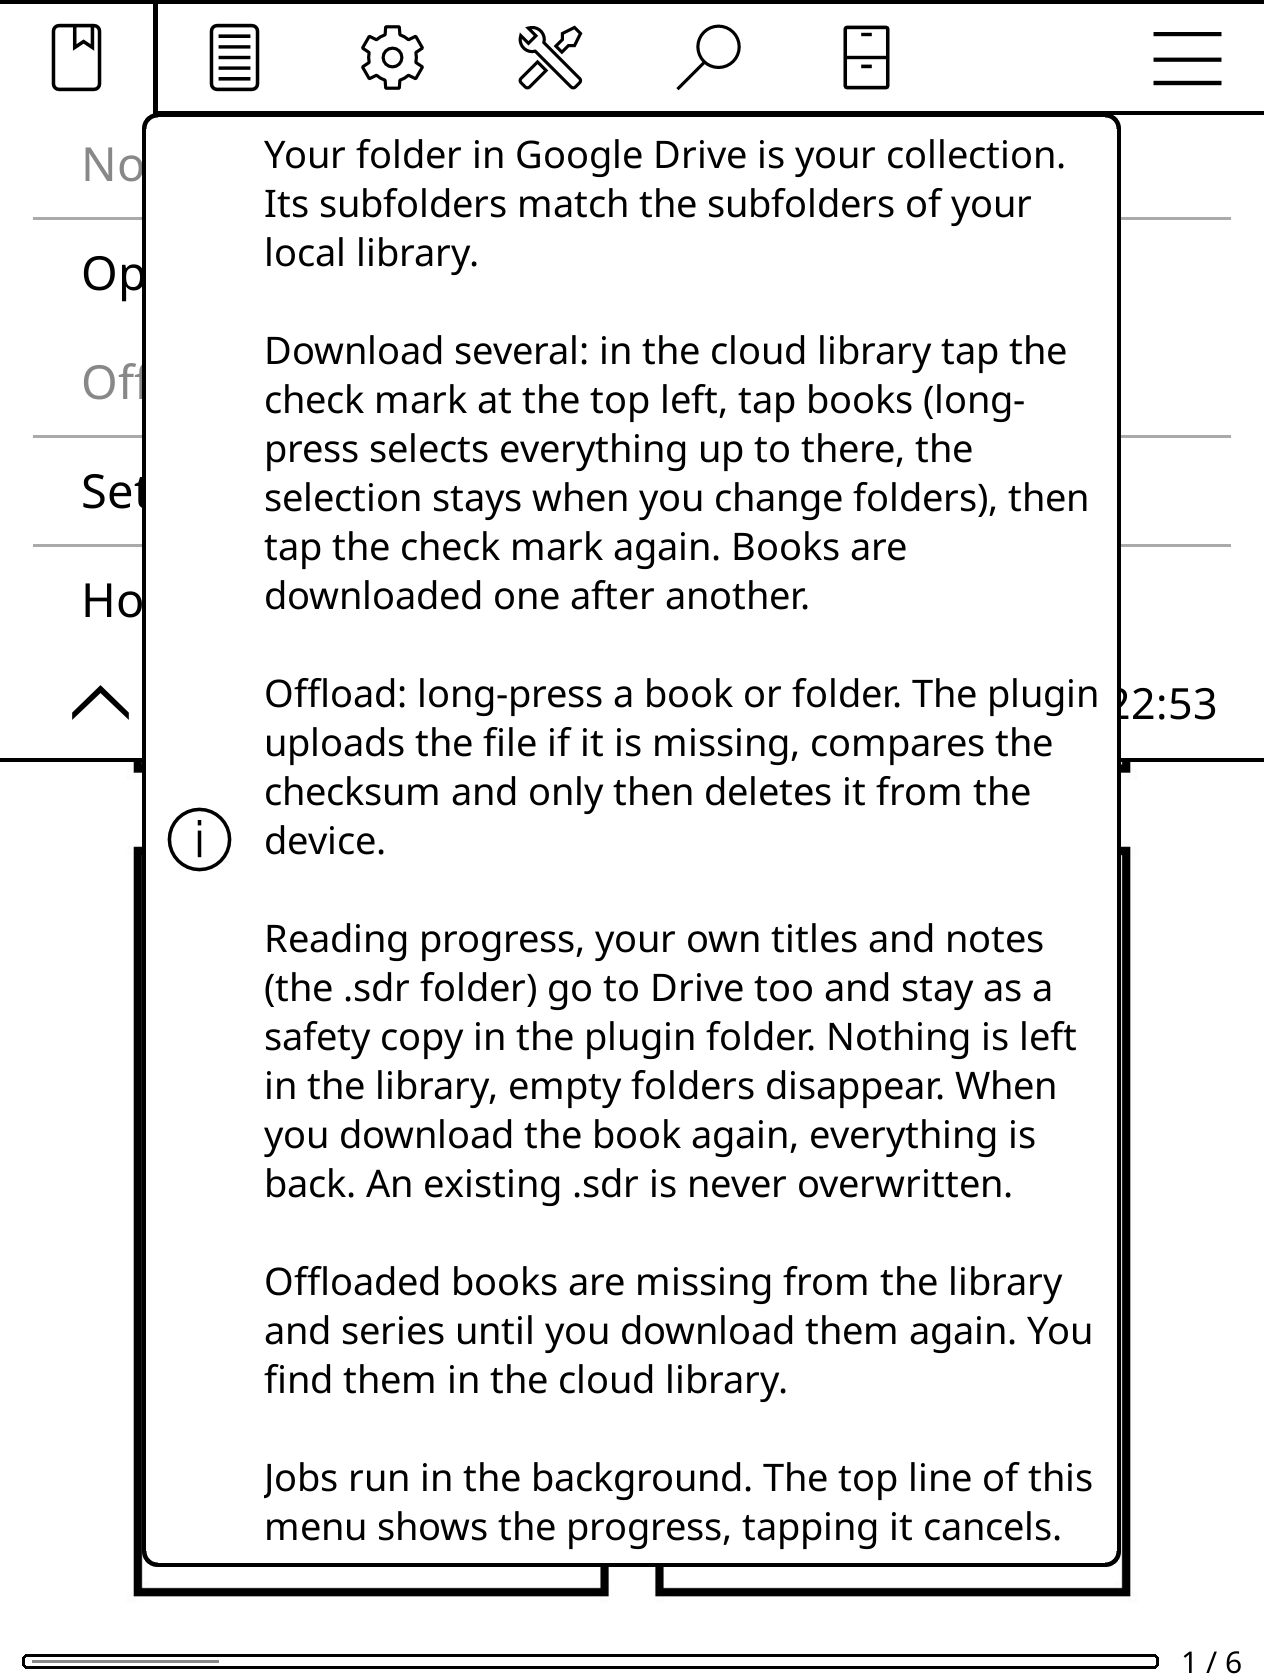 No
Op
Off
Set
Ho
22:53
Your folder in Google Drive is your collection.
Its subfolders match the subfolders of your
local library.
Download several: in the cloud library tap the
check mark at the top left, tap books (long-
press selects everything up to there, the
selection stays when you change folders), then
tap the check mark again. Books are
downloaded one after another.
Offload: long-press a book or folder. The plugin
uploads the file if it is missing, compares the
checksum and only then deletes it from the
device.
Reading progress, your own titles and notes
(the .sdr folder) go to Drive too and stay as a
safety copy in the plugin folder. Nothing is left
in the library, empty folders disappear. When
you download the book again, everything is
back. An existing .sdr is never overwritten.
Offloaded books are missing from the library
and series until you download them again. You
find them in the cloud library.
Jobs run in the background. The top line of this
menu shows the progress, tapping it cancels.
1 / 6